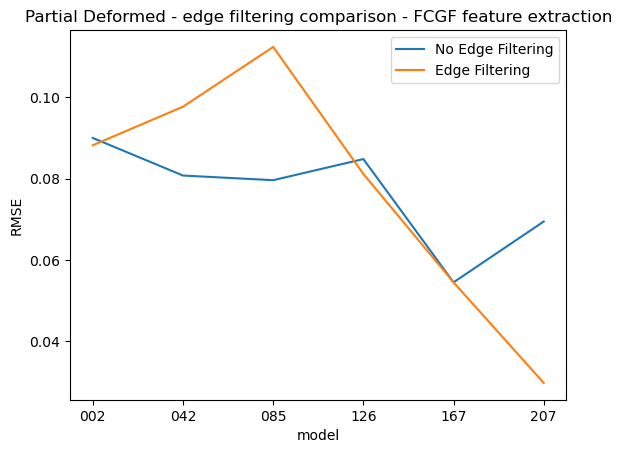 Partial Deformed - edge filtering comparison - FCGF feature extraction
No Edge Filtering
Edge Filtering
0.10
0.08
0.06
0.04
RMSE
002 042 085 126 167 207
model